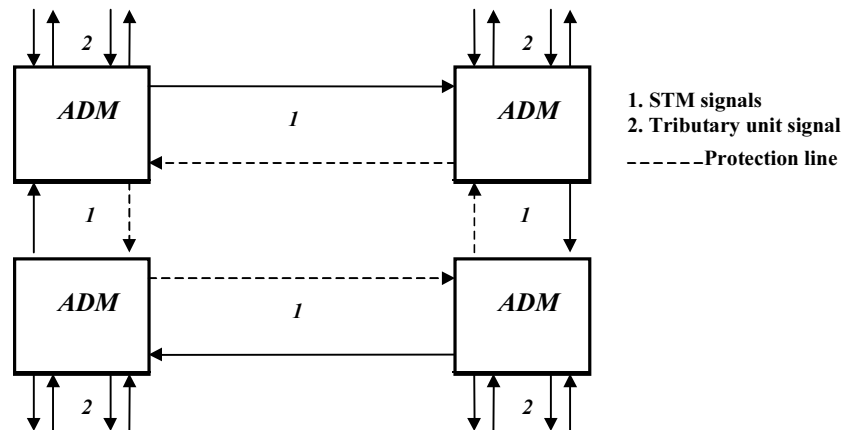 2 2
ADM ADM
1. STM signals
2. Tributary unit signal
Protection line
1
1 1
ADM ADM
1
2 2